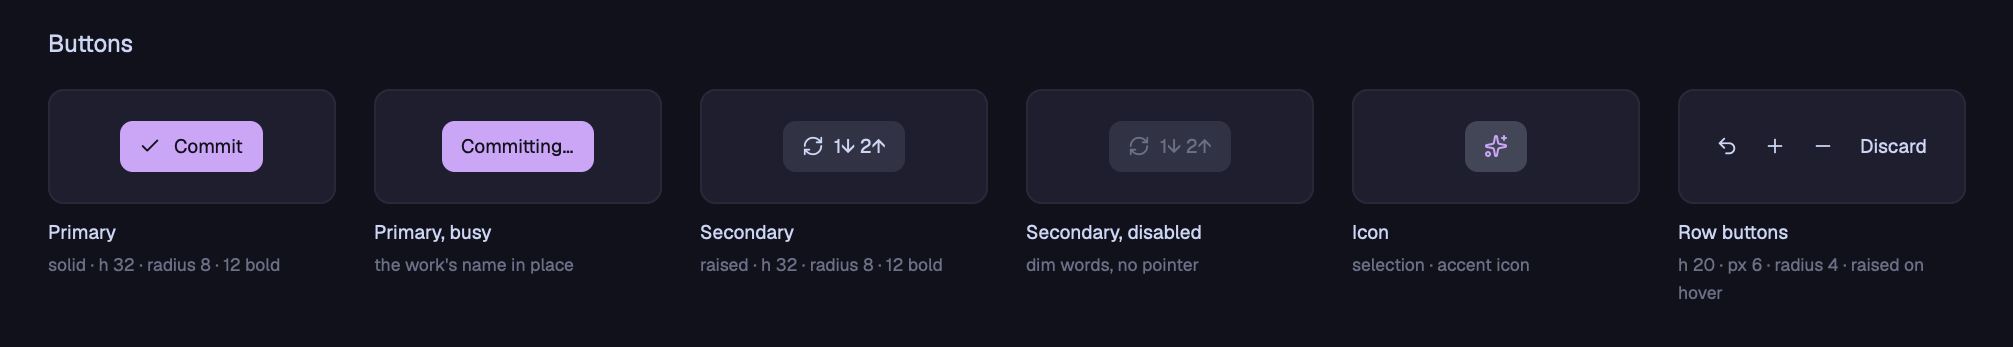 Buttons
Commit
Committing...
1↓ 2↑
1↓ 2↑
Discard
Primary
Primary, busy
Secondary
Secondary, disabled
Icon
Row buttons
solid · h 32 · radius 8 · 12 bold
the work's name in place
raised · h 32 · radius 8 · 12 bold
dim words, no pointer
selection · accent icon
h 20 · px 6 · radius 4 · raised on
hover